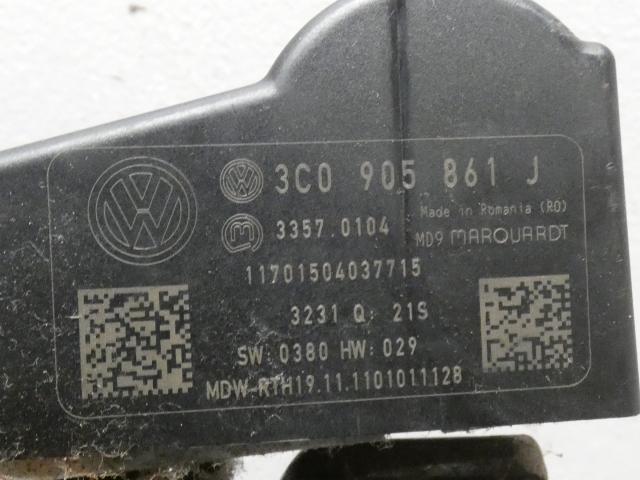 3C0 905 861 J
Made in Romania (RO)
3357.0104
MD9 MARQUARDT
11701504037715
3231 Q: 21S
SW: 0380 HW: 029
MDW-RTH19.11.1101011128